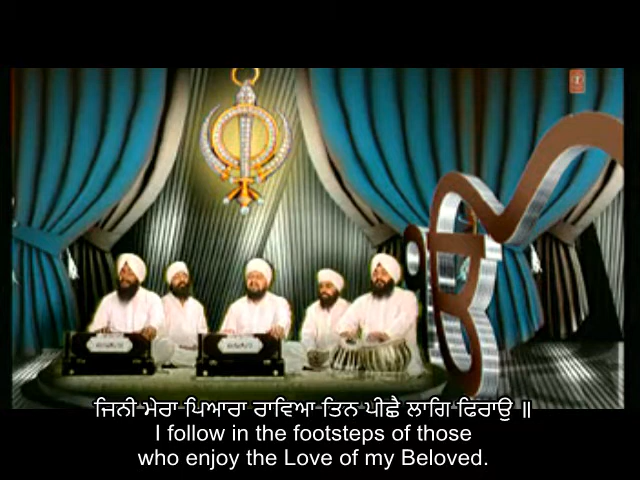 ਜਿਨੀ ਮੇਰਾ ਪਿਆਰਾ ਰਾਵਿਆ ਤਿਨ ਪੀਛੈ ਲਾਗਿ ਫਿਰਾਉ ॥
I follow in the footsteps of those
who enjoy the Love of my Beloved.